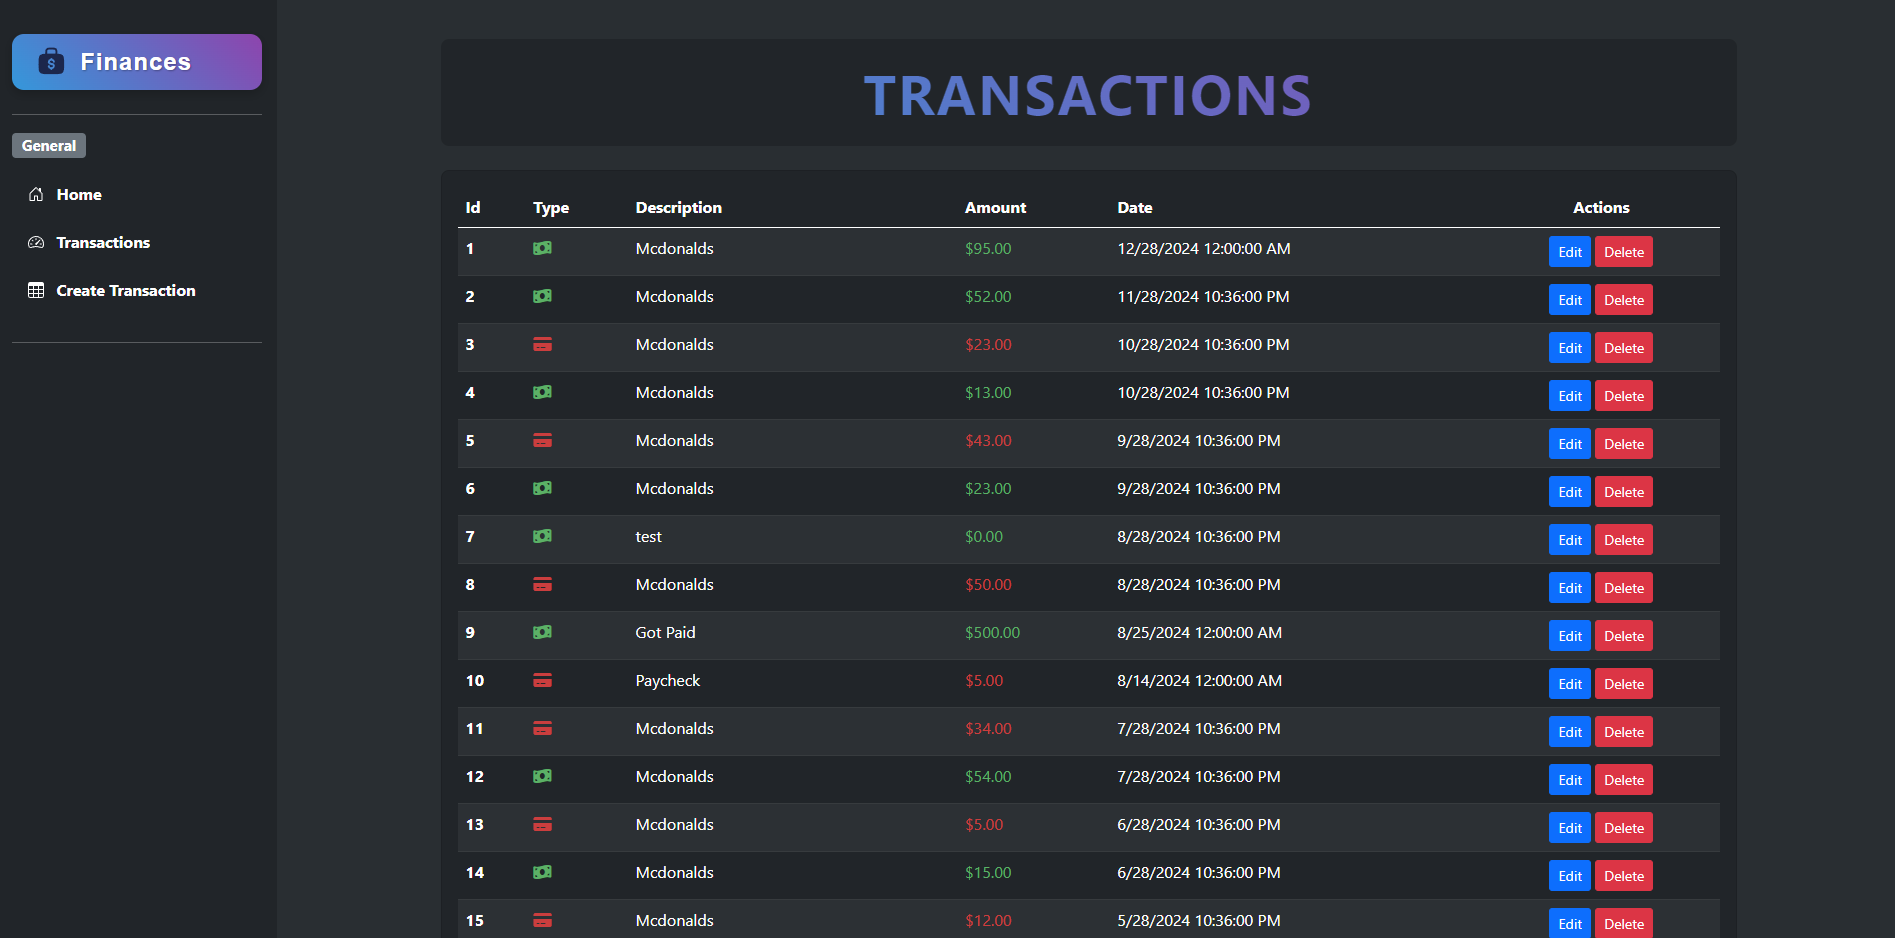 Finances
General
Home
Transactions
Create Transaction
TRANSACTIONS
Id Type Description Amount Date Actions
1 Mcdonalds $95.00 12/28/2024 12:00:00 AM Edit Delete
2 Mcdonalds $52.00 11/28/2024 10:36:00 PM Edit Delete
3 Mcdonalds $23.00 10/28/2024 10:36:00 PM Edit Delete
4 Mcdonalds $13.00 10/28/2024 10:36:00 PM Edit Delete
5 Mcdonalds $43.00 9/28/2024 10:36:00 PM Edit Delete
6 Mcdonalds $23.00 9/28/2024 10:36:00 PM Edit Delete
7 test $0.00 8/28/2024 10:36:00 PM Edit Delete
8 Mcdonalds $50.00 8/28/2024 10:36:00 PM Edit Delete
9 Got Paid $500.00 8/25/2024 12:00:00 AM Edit Delete
10 Paycheck $5.00 8/14/2024 12:00:00 AM Edit Delete
11 Mcdonalds $34.00 7/28/2024 10:36:00 PM Edit Delete
12 Mcdonalds $54.00 7/28/2024 10:36:00 PM Edit Delete
13 Mcdonalds $5.00 6/28/2024 10:36:00 PM Edit Delete
14 Mcdonalds $15.00 6/28/2024 10:36:00 PM Edit Delete
15 Mcdonalds $12.00 5/28/2024 10:36:00 PM Edit Delete